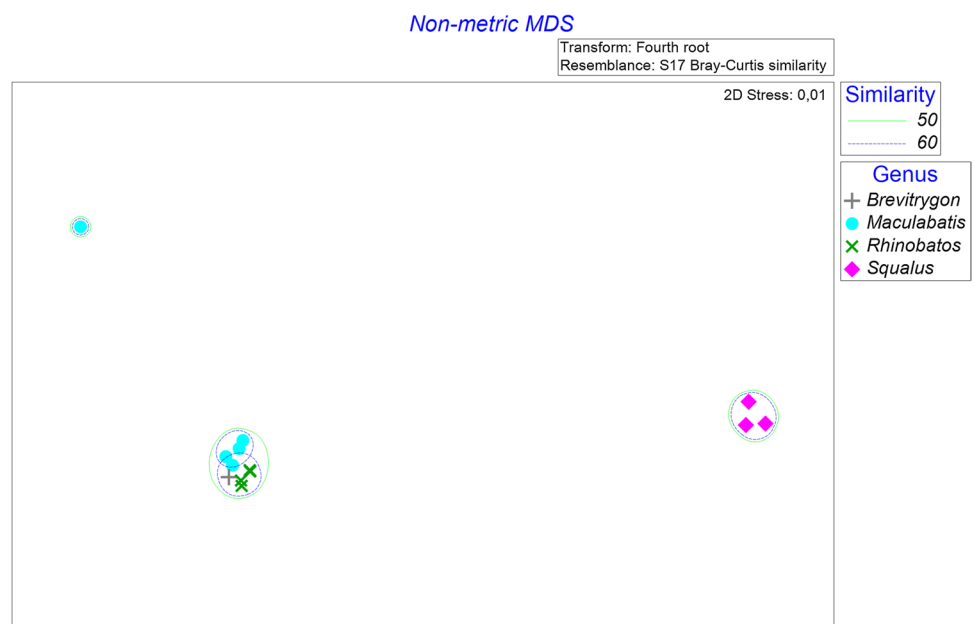 Non-metric MDS
Transform: Fourth root
Resemblance: S17 Bray-Curtis similarity
2D Stress: 0,01
Similarity
50
60
Genus
Brevitrygon
Maculabatis
Rhinobatos
Squalus